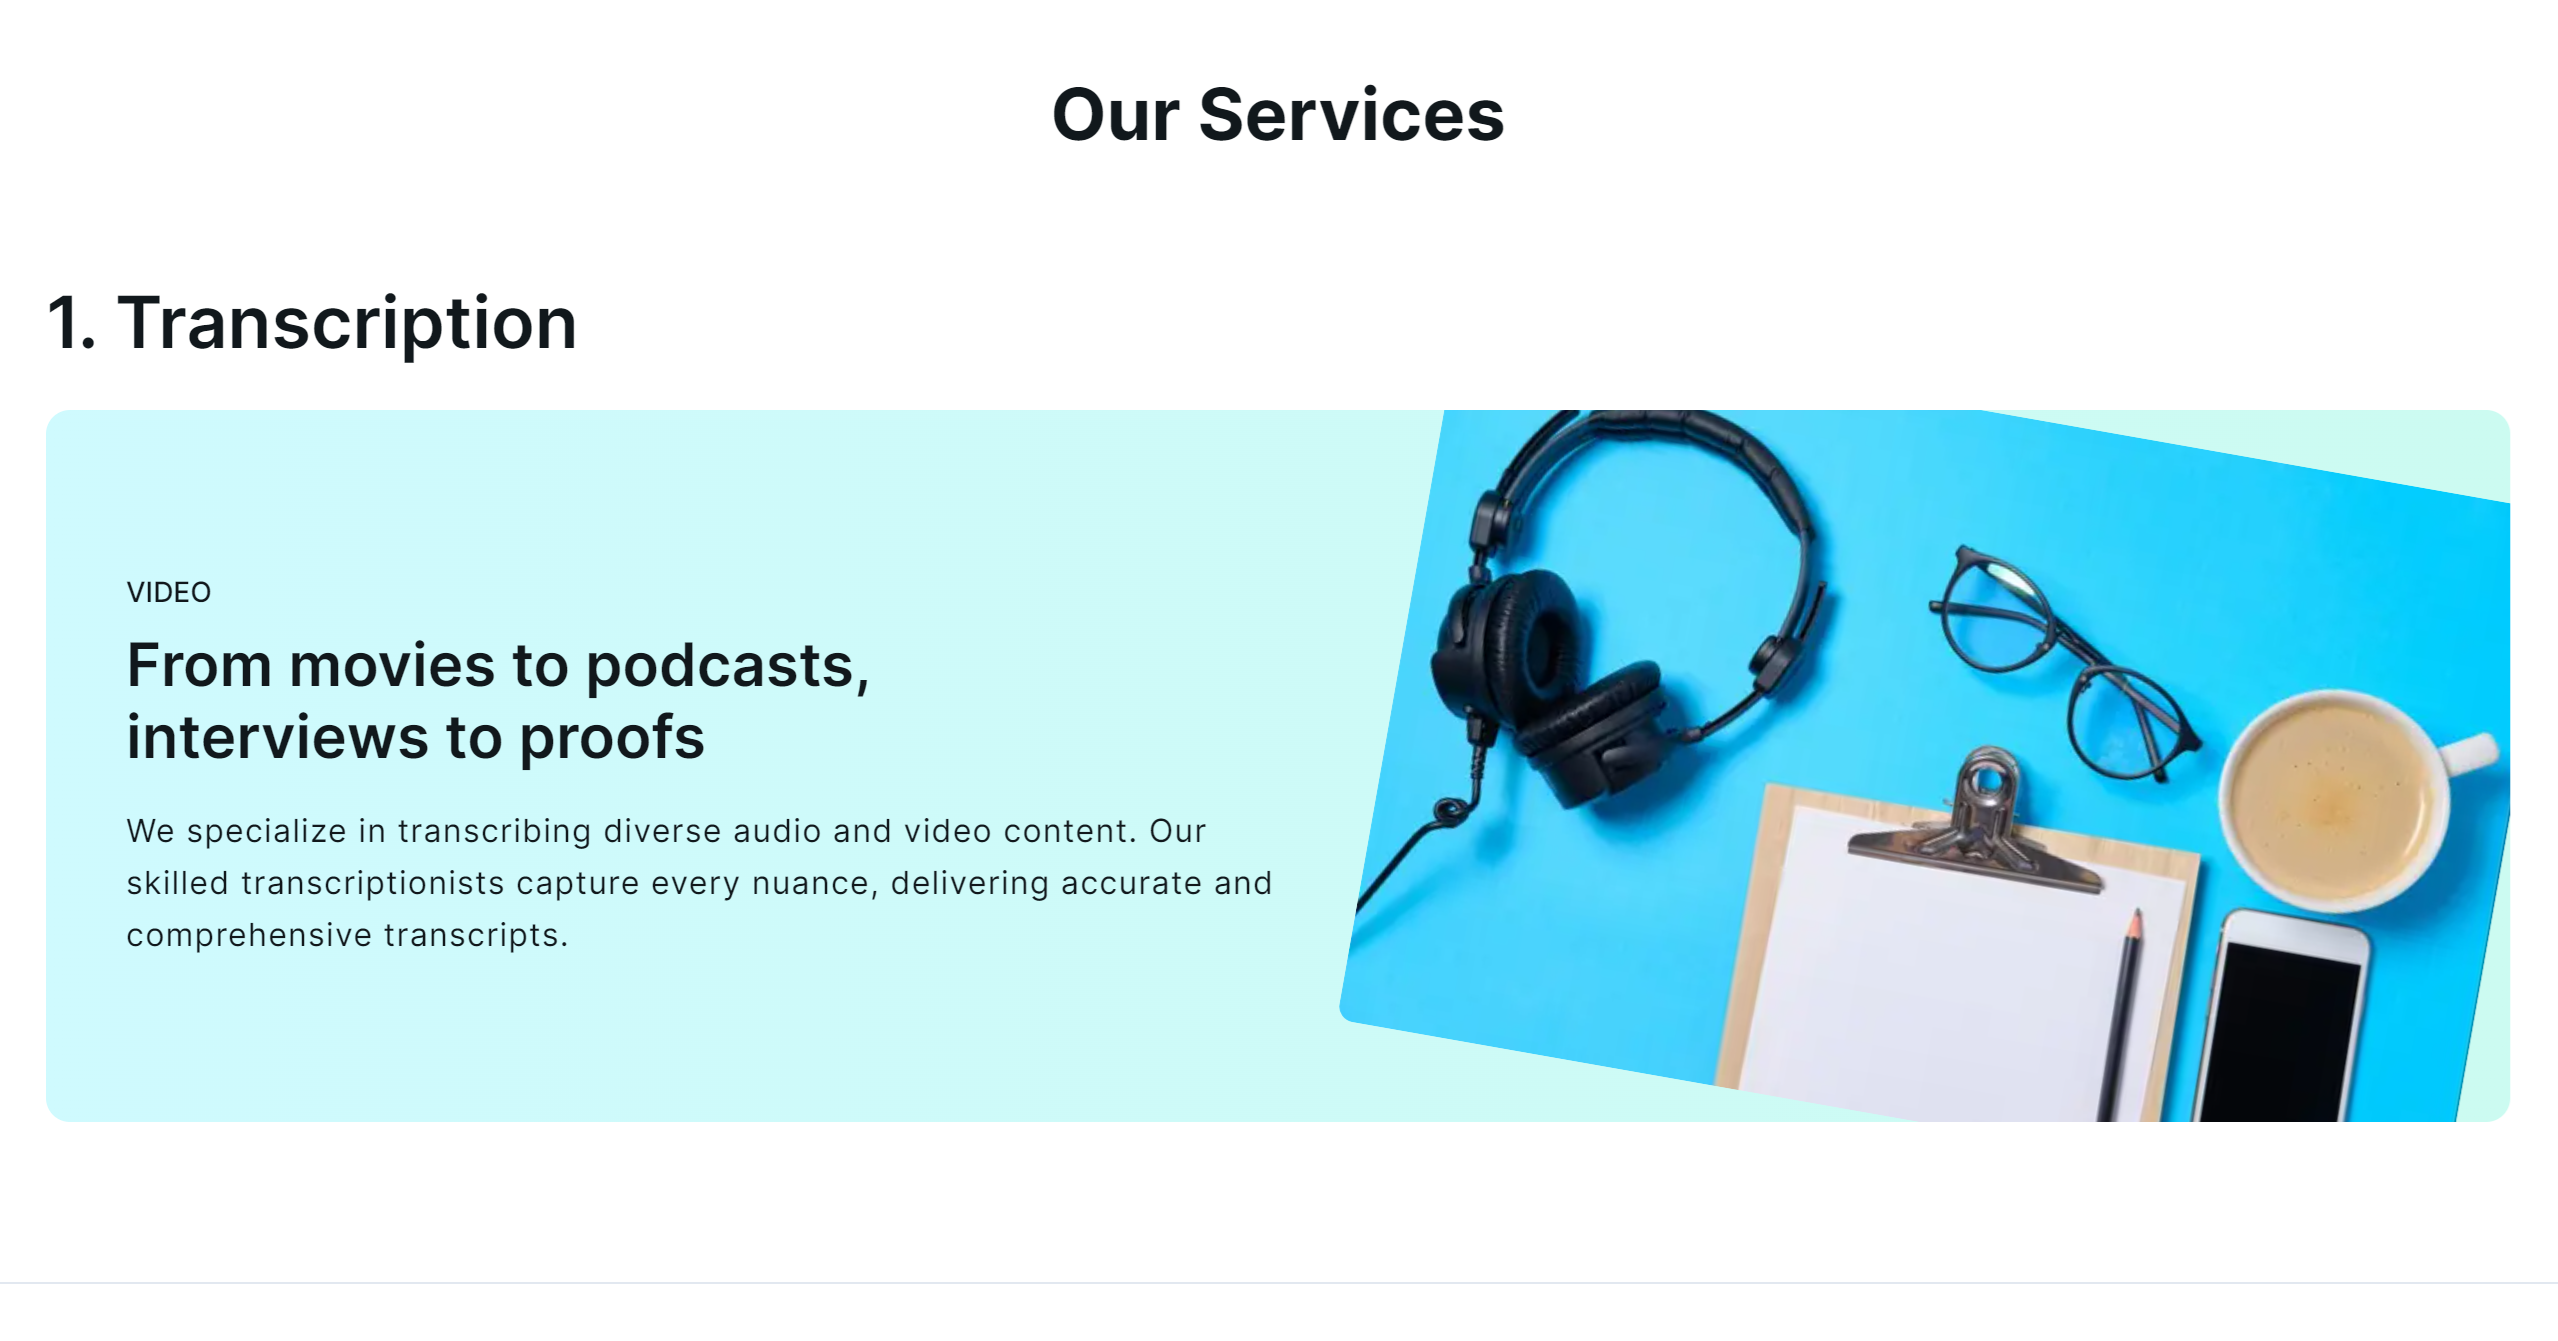 Our Services
1. Transcription
VIDEO
From movies to podcasts,
interviews to proofs
We specialize in transcribing diverse audio and video content. Our
skilled transcriptionists capture every nuance, delivering accurate and
comprehensive transcripts.